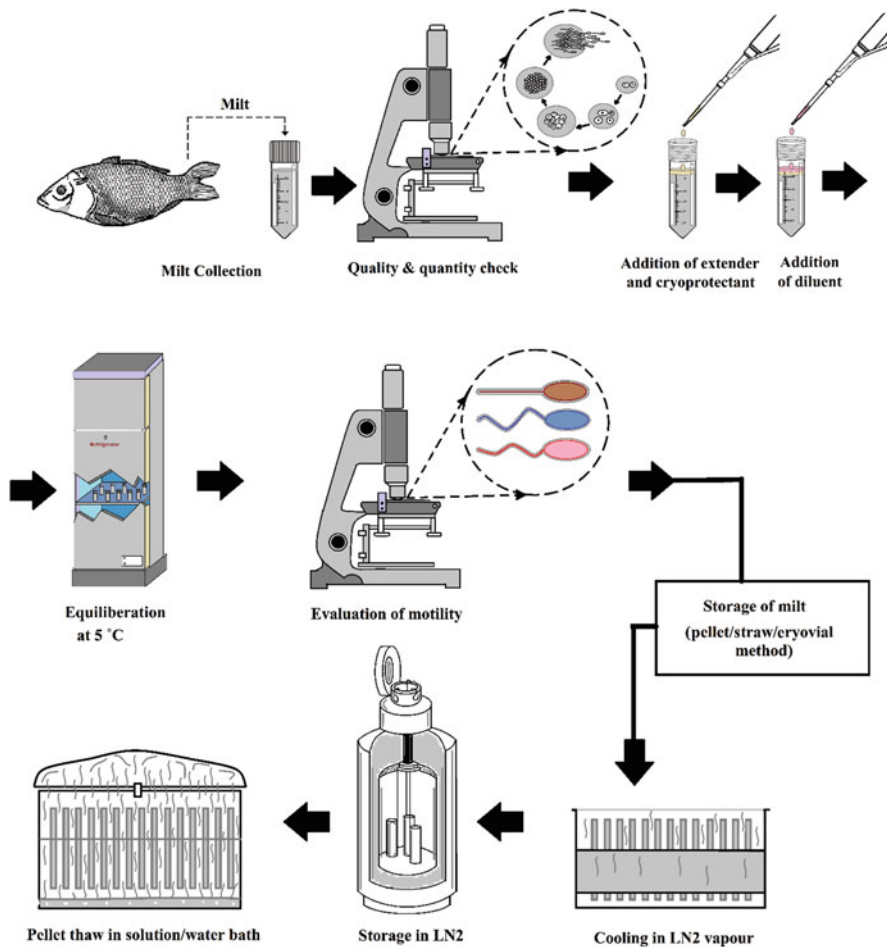 Milt
Milt Collection
Quality & quantity check
Addition of extender
and cryoprotectant
Addition
of diluent
Refrigerator
Equiliberation
at 5 ˚C
Evaluation of motility
Storage of milt
(pellet/straw/cryovial
method)
Pellet thaw in solution/water bath
Storage in LN2
Cooling in LN2 vapour